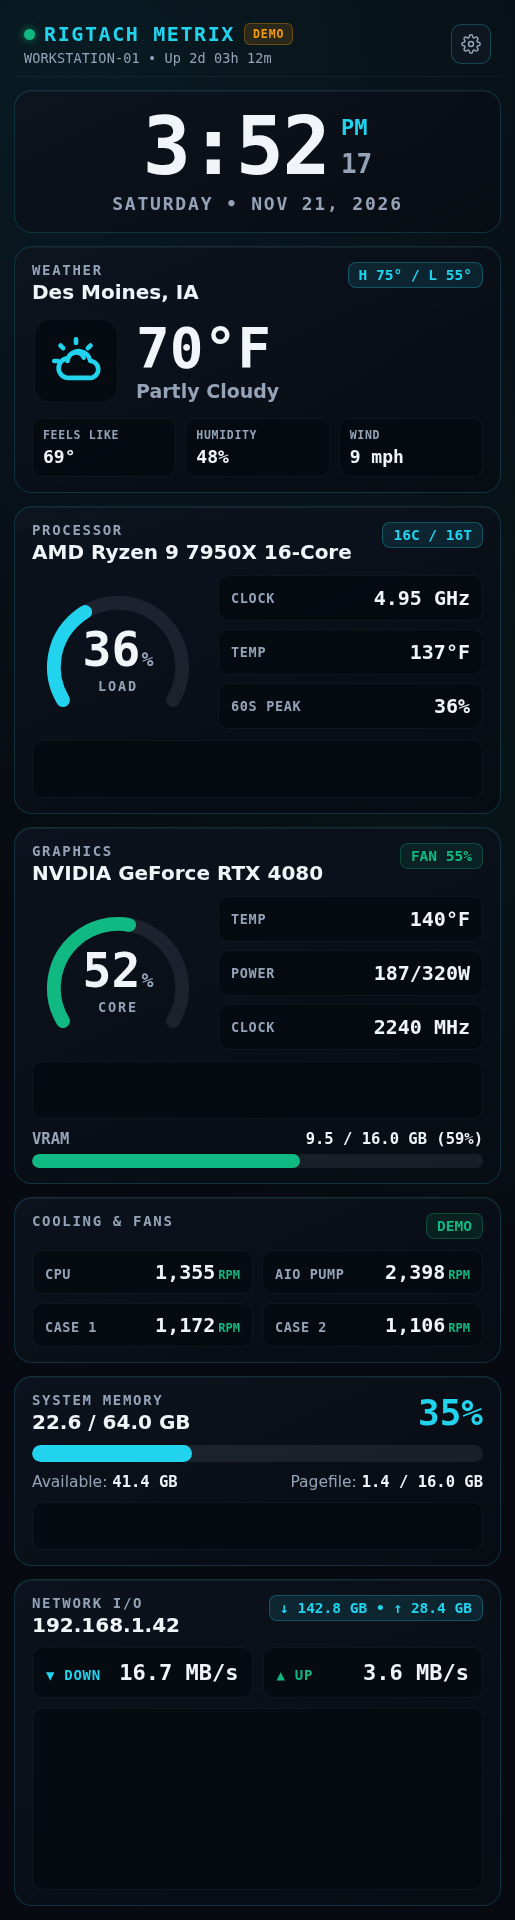 RIGTACH METRIX DEMO
WORKSTATION-01 • Up 2d 03h 12m
3:52 PM 17
SATURDAY • NOV 21, 2026
WEATHER
Des Moines, IA
H 75° / L 55°
70°F
Partly Cloudy
FEELS LIKE
69°
HUMIDITY
48%
WIND
9 mph
PROCESSOR
AMD Ryzen 9 7950X 16-Core
16C / 16T
36%
LOAD
CLOCK 4.95 GHz
TEMP 137°F
60S PEAK 36%
GRAPHICS
NVIDIA GeForce RTX 4080
FAN 55%
52%
CORE
TEMP 140°F
POWER 187/320W
CLOCK 2240 MHz
VRAM 9.5 / 16.0 GB (59%)
COOLING & FANS
DEMO
CPU 1,355 RPM
AIO PUMP 2,398 RPM
CASE 1 1,172 RPM
CASE 2 1,106 RPM
SYSTEM MEMORY
22.6 / 64.0 GB
35%
Available: 41.4 GB
Pagefile: 1.4 / 16.0 GB
NETWORK I/O
192.168.1.42
↓ 142.8 GB • ↑ 28.4 GB
▼ DOWN 16.7 MB/s
▲ UP 3.6 MB/s